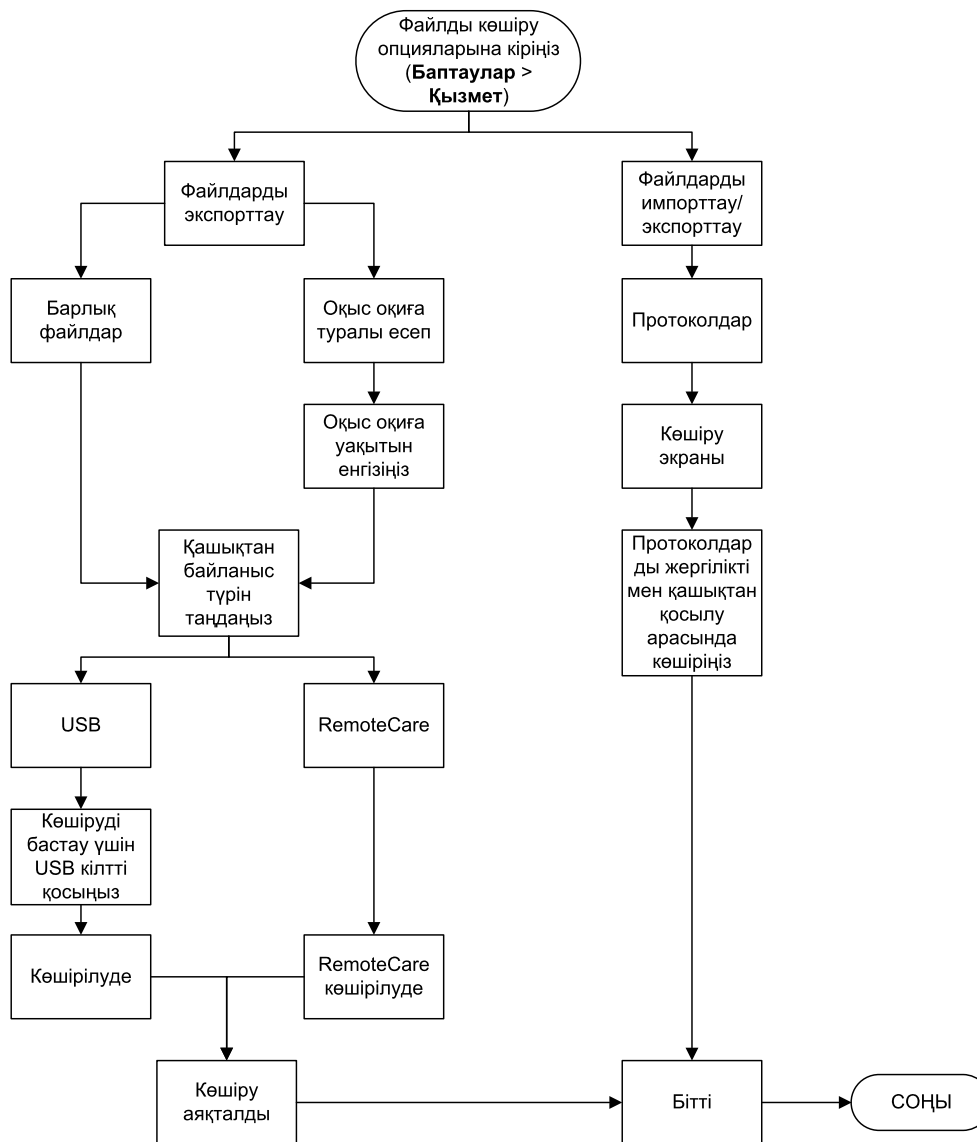 Файлды көшіру
опцияларына кіріңіз
(Баптаулар >
Қызмет)
Файлдарды
экспорттау
Файлдарды
импорттау/
экспорттау
Барлық
файлдар
Оқыс оқиға
туралы есеп
Протоколдар
Оқыс оқиға
уақытын
енгізіңіз
Көшіру
экраны
Қашықтан
байланыс
түрін
таңдаңыз
Протоколдар
ды жергілікті
мен қашықтан
қосылу
арасында
көшіріңіз
USB
RemoteCare
Көшіруді
бастау үшін
USB кілтті
қосыңыз
Көшірілуде
RemoteCare
көшірілуде
Көшіру
аяқталды
Бітті
СОҢЫ